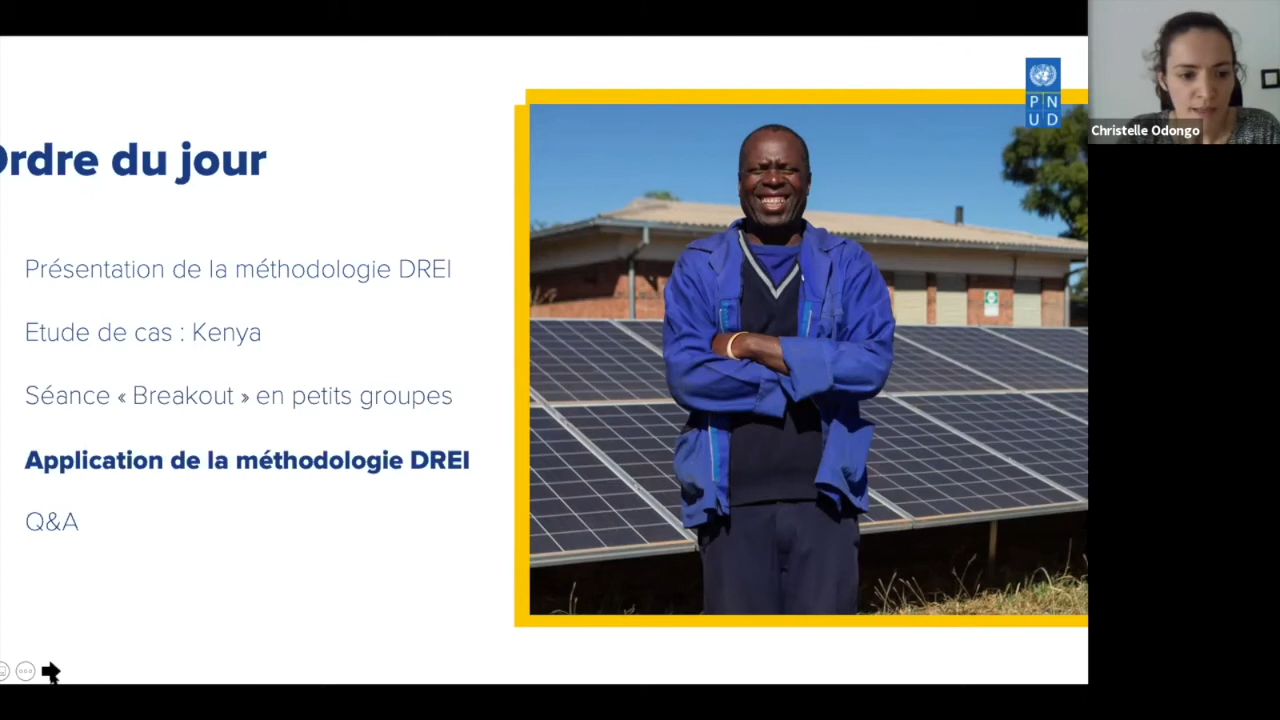 Ordre du jour
Présentation de la méthodologie DREI
Etude de cas : Kenya
Séance « Breakout » en petits groupes
Application de la méthodologie DREI
Q&A
P N
U D
Christelle Odongo